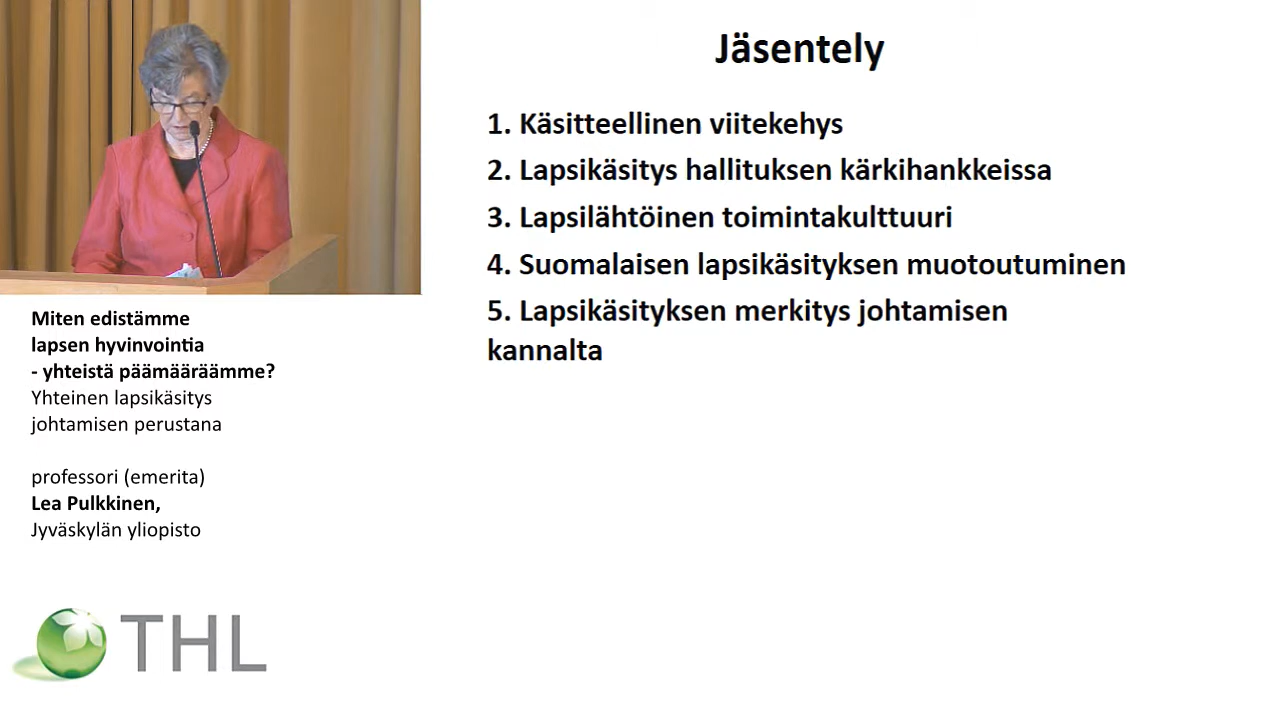 Jäsentely
1. Käsitteellinen viitekehys
2. Lapsikäsitys hallituksen kärkihankkeissa
3. Lapsilähtöinen toimintakulttuuri
4. Suomalaisen lapsikäsityksen muotoutuminen
5. Lapsikäsityksen merkitys johtamisen
kannalta
Miten edistämme
lapsen hyvinvointia
- yhteistä päämääräämme?
Yhteinen lapsikäsitys
johtamisen perustana
professori (emerita)
Lea Pulkkinen,
Jyväskylän yliopisto
THL